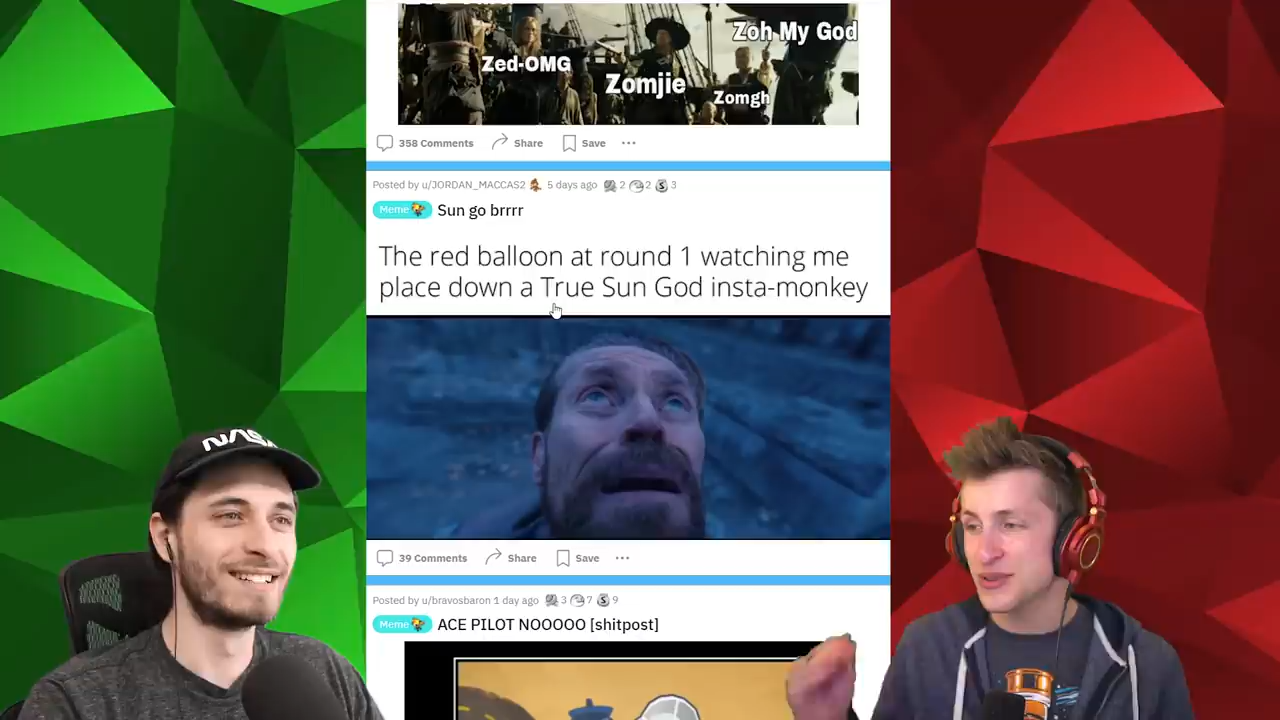 Zoh My God
Zed-OMG
Zomjie
Zomgh
358 Comments Share Save
Posted by u/JORDAN_MACCAS2 5 days ago 2 2 3
Meme Sun go brrrr
The red balloon at round 1 watching me
place down a True Sun God insta-monkey
39 Comments Share Save
Posted by u/bravosbaron 1 day ago 3 7 9
Meme ACE PILOT NOOOOO [shitpost]
NASA